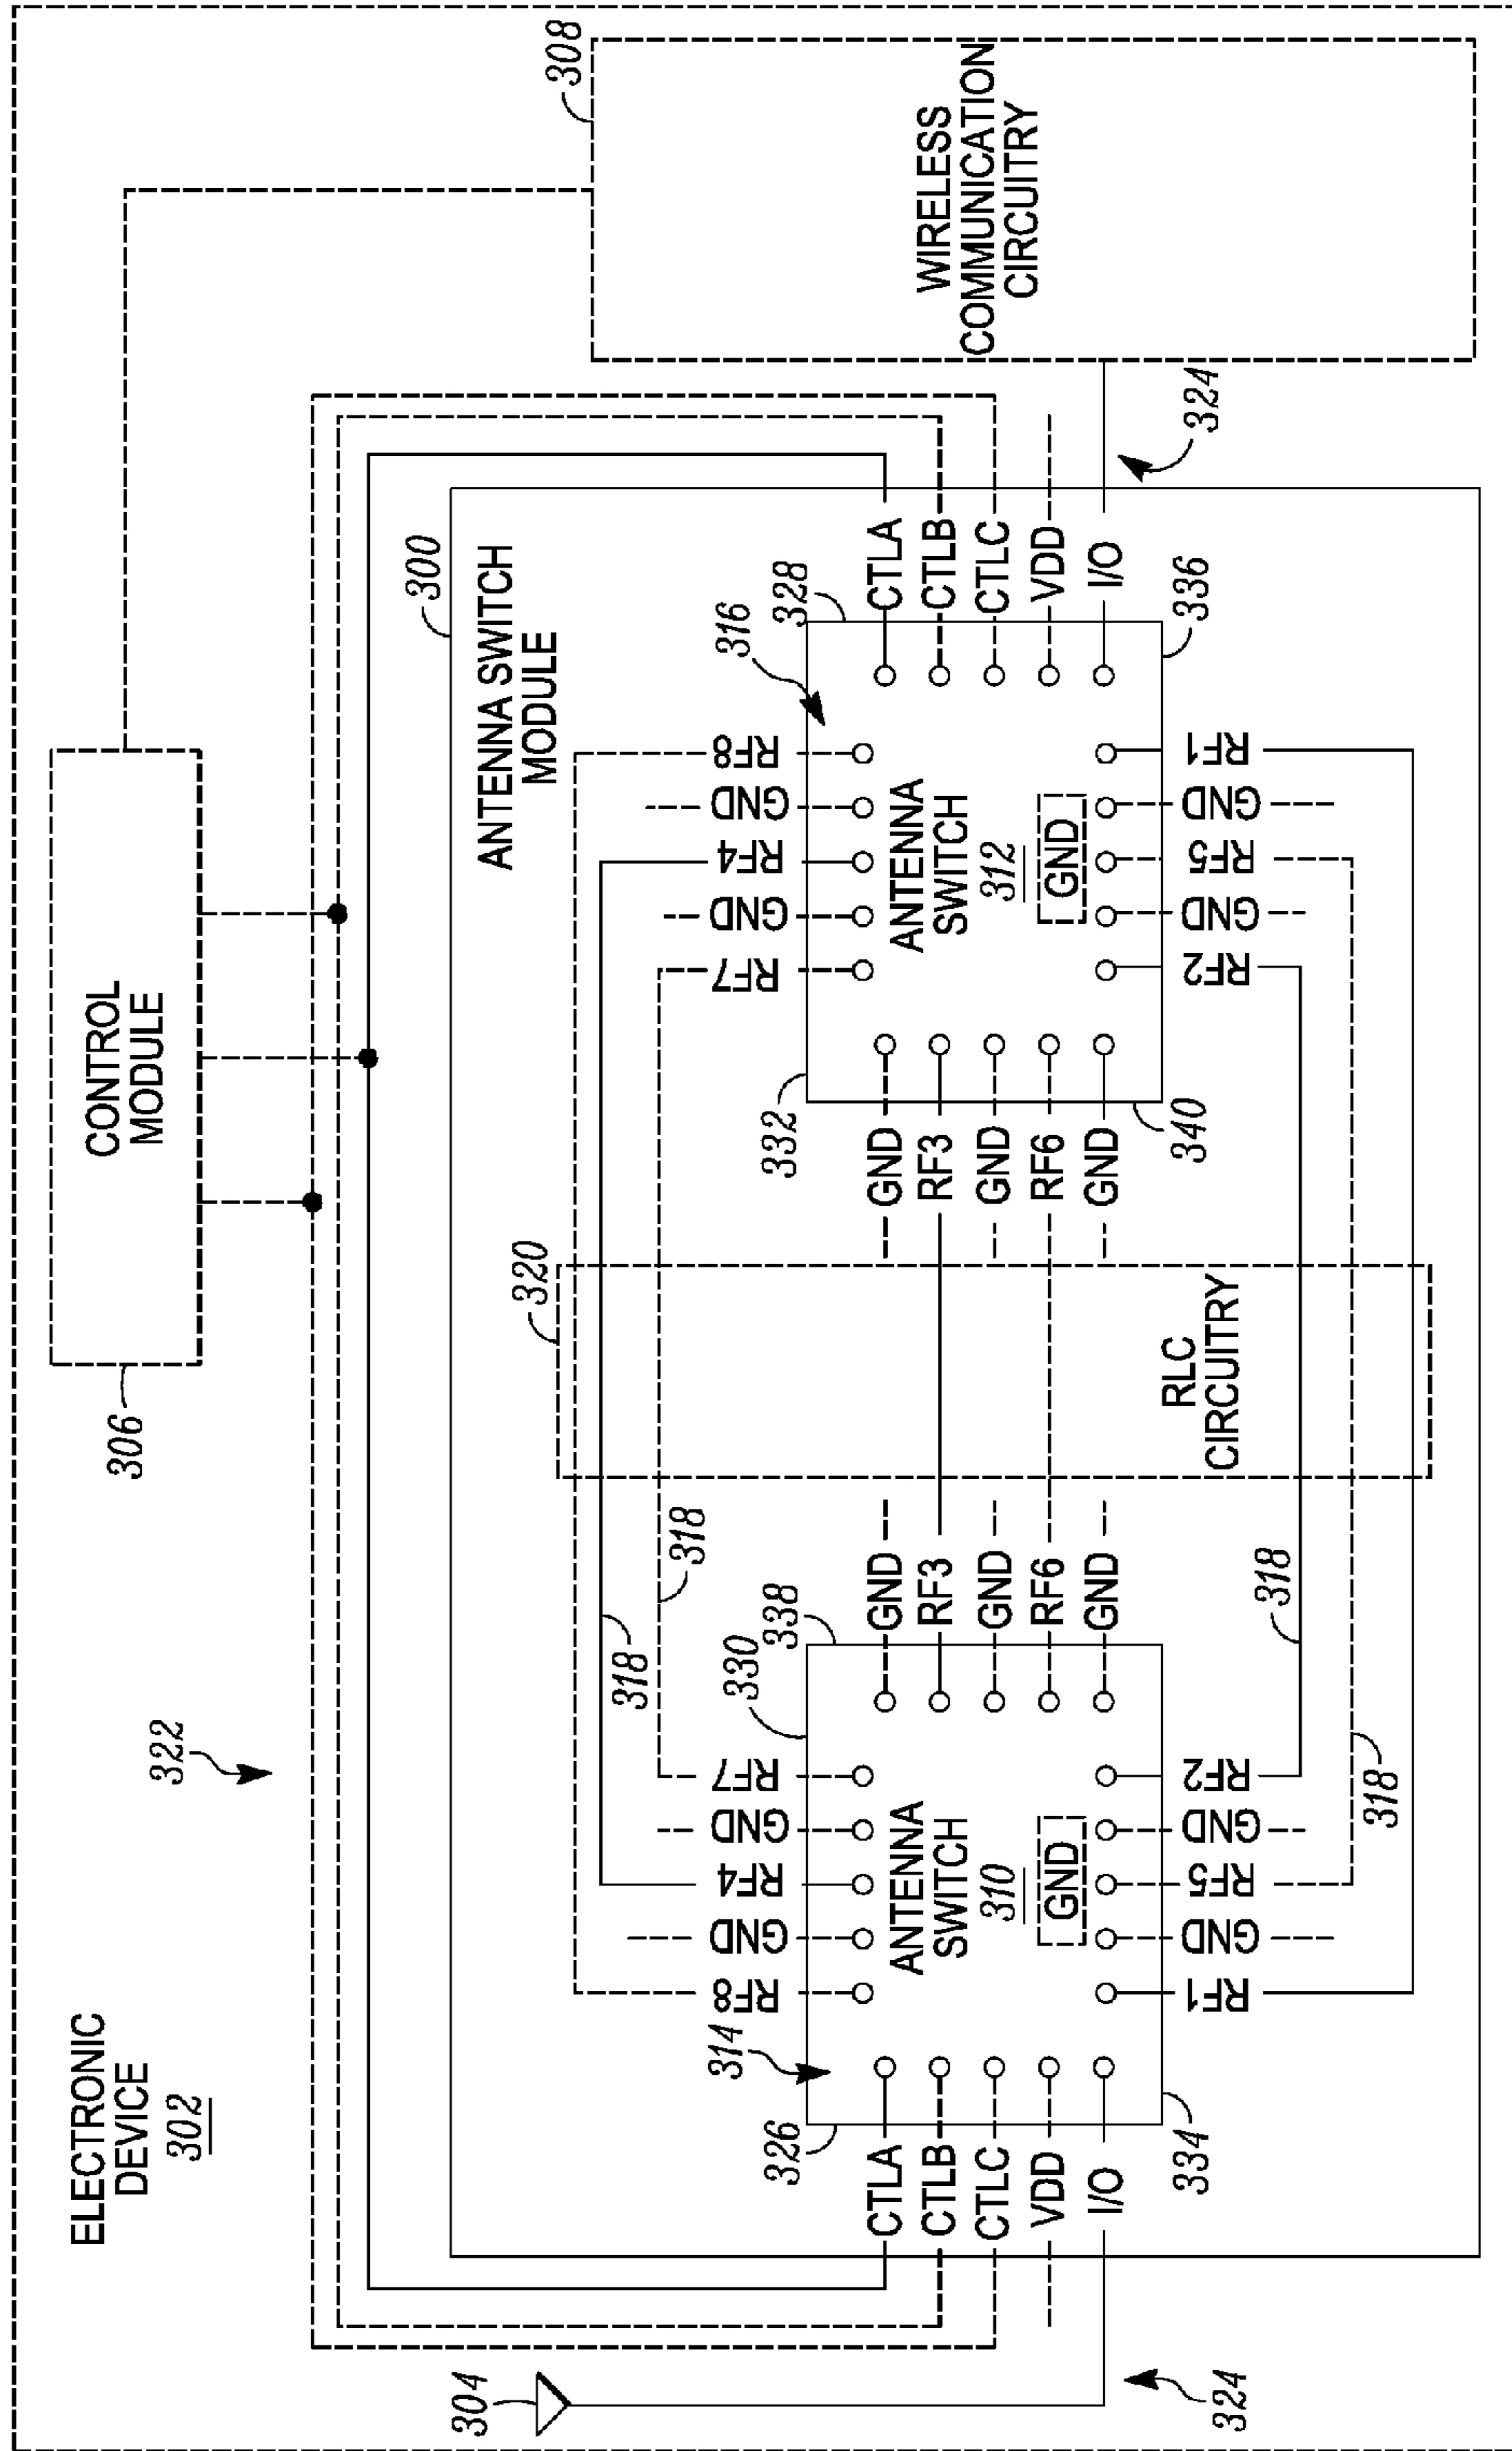 ELECTRONIC
DEVICE
302
322
306
CONTROL
MODULE
308
WIRELESS
COMMUNICATION
CIRCUITRY
300
ANTENNA SWITCH
MODULE
304
324
324
320
RLC
CIRCUITRY
318
318
318
318
314
326
330
338
334
CTLA
CTLB
CTLC
VDD
I/O
RF8
GND
RF4
GND
RF7
ANTENNA
SWITCH
310
GND
RF1
GND
RF5
GND
RF2
GND
RF3
GND
RF6
GND
GND
RF3
GND
RF6
GND
332
340
316
328
336
RF7
GND
RF4
GND
RF8
ANTENNA
SWITCH
312
GND
RF2
GND
RF5
GND
RF1
CTLA
CTLB
CTLC
VDD
I/O